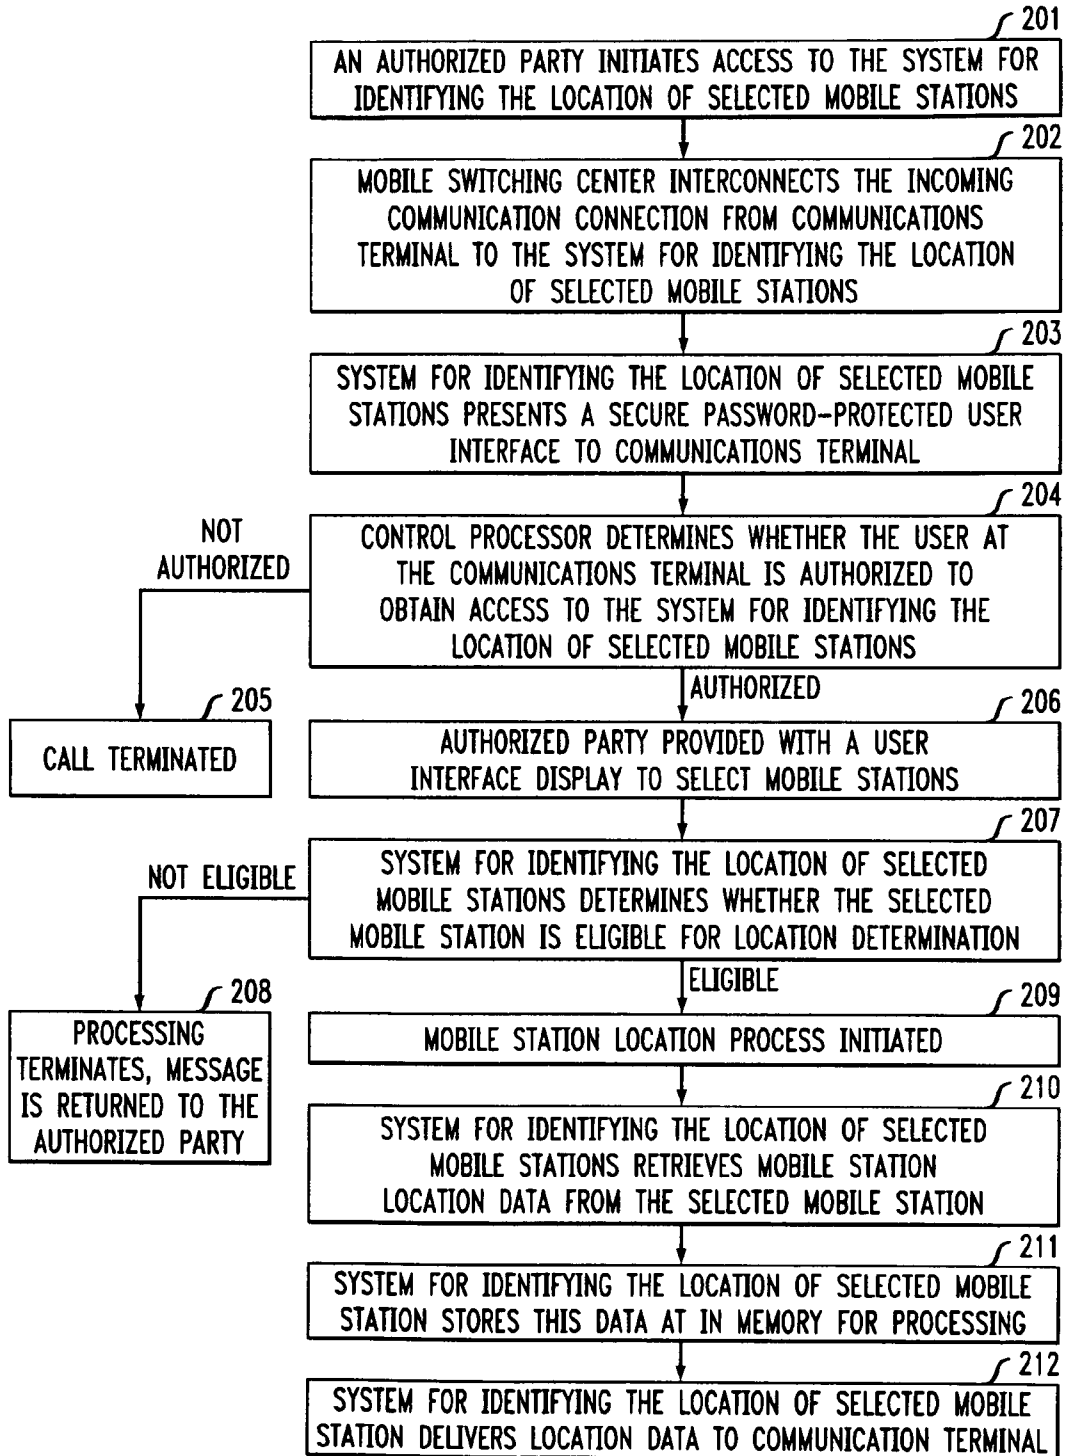 201
AN AUTHORIZED PARTY INITIATES ACCESS TO THE SYSTEM FOR
IDENTIFYING THE LOCATION OF SELECTED MOBILE STATIONS
202
MOBILE SWITCHING CENTER INTERCONNECTS THE INCOMING
COMMUNICATION CONNECTION FROM COMMUNICATIONS
TERMINAL TO THE SYSTEM FOR IDENTIFYING THE LOCATION
OF SELECTED MOBILE STATIONS
203
SYSTEM FOR IDENTIFYING THE LOCATION OF SELECTED MOBILE
STATIONS PRESENTS A SECURE PASSWORD-PROTECTED USER
INTERFACE TO COMMUNICATIONS TERMINAL
204
CONTROL PROCESSOR DETERMINES WHETHER THE USER AT
THE COMMUNICATIONS TERMINAL IS AUTHORIZED TO
OBTAIN ACCESS TO THE SYSTEM FOR IDENTIFYING THE
LOCATION OF SELECTED MOBILE STATIONS
NOT
AUTHORIZED
205
CALL TERMINATED
AUTHORIZED
206
AUTHORIZED PARTY PROVIDED WITH A USER
INTERFACE DISPLAY TO SELECT MOBILE STATIONS
207
SYSTEM FOR IDENTIFYING THE LOCATION OF SELECTED
MOBILE STATIONS DETERMINES WHETHER THE SELECTED
MOBILE STATION IS ELIGIBLE FOR LOCATION DETERMINATION
NOT ELIGIBLE
208
PROCESSING
TERMINATES, MESSAGE
IS RETURNED TO THE
AUTHORIZED PARTY
ELIGIBLE
209
MOBILE STATION LOCATION PROCESS INITIATED
210
SYSTEM FOR IDENTIFYING THE LOCATION OF SELECTED
MOBILE STATIONS RETRIEVES MOBILE STATION
LOCATION DATA FROM THE SELECTED MOBILE STATION
211
SYSTEM FOR IDENTIFYING THE LOCATION OF SELECTED MOBILE
STATION STORES THIS DATA AT IN MEMORY FOR PROCESSING
212
SYSTEM FOR IDENTIFYING THE LOCATION OF SELECTED MOBILE
STATION DELIVERS LOCATION DATA TO COMMUNICATION TERMINAL